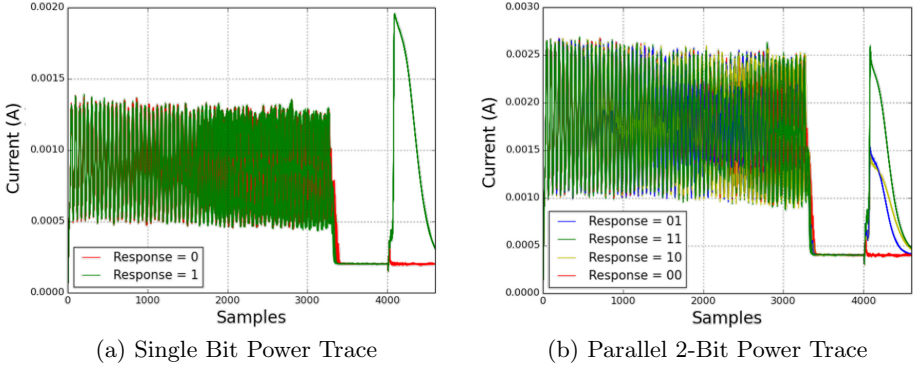 0.0020
0.0015
0.0010
0.0005
0.0000
Current (A)
0
1000
2000
3000
4000
Samples
Response = 0
Response = 1
(a) Single Bit Power Trace
0.0030
0.0025
0.0020
0.0015
0.0010
0.0005
0.0000
Current (A)
0
1000
2000
3000
4000
Samples
Response = 01
Response = 11
Response = 10
Response = 00
(b) Parallel 2-Bit Power Trace